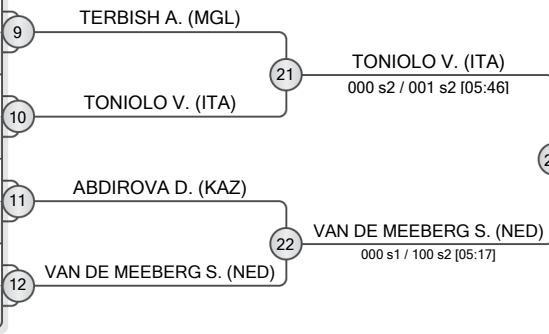 TERBISH A. (MGL)
9
TONIOLO V. (ITA)
21
000 s2 / 001 s2 [05:46]
TONIOLO V. (ITA)
10
ABDIROVA D. (KAZ)
11
VAN DE MEEBERG S. (NED)
22
000 s1 / 100 s2 [05:17]
VAN DE MEEBERG S. (NED)
12